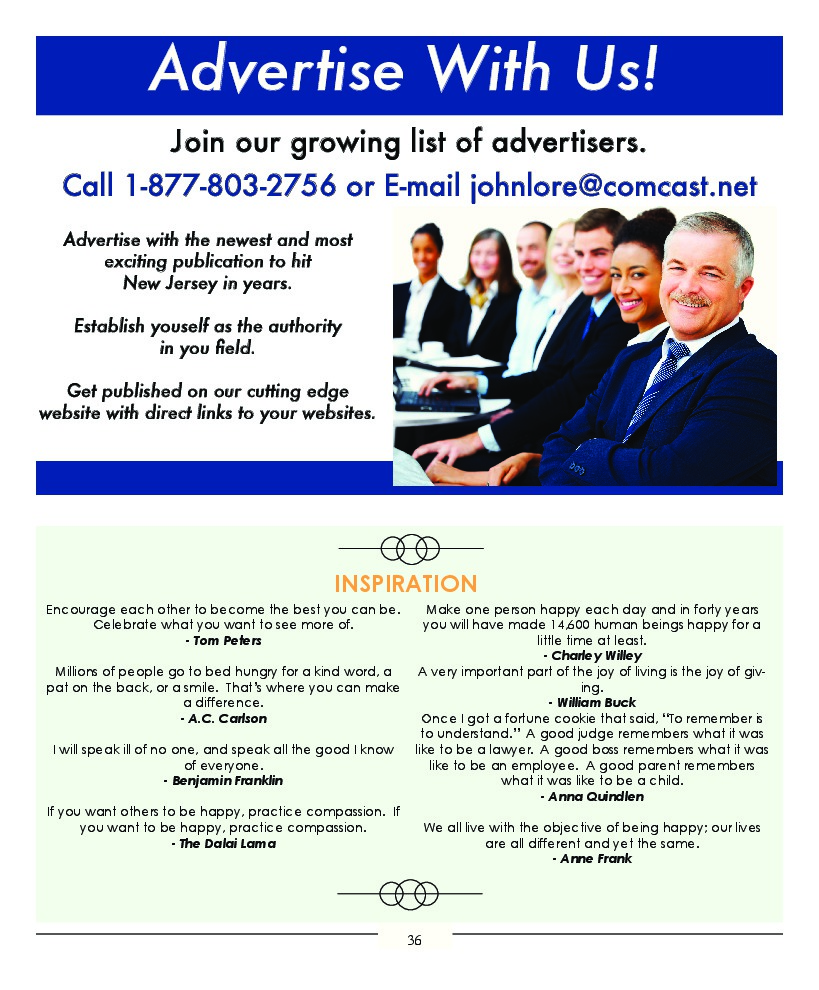 Advertise With Us!
Join our growing list of advertisers.
Call 1-877-803-2756 or E-mail johnlore@comcast.net
Advertise with the newest and most
exciting publication to hit
New Jersey in years.
Establish youself as the authority
in you field.
Get published on our cutting edge
website with direct links to your websites.
INSPIRATION
Encourage each other to become the best you can be.
Celebrate what you want to see more of.
- Tom Peters
Millions of people go to bed hungry for a kind word, a
pat on the back, or a smile.  That's where you can make
a difference.
- A.C. Carlson
I will speak ill of no one, and speak all the good I know
of everyone.
- Benjamin Franklin
If you want others to be happy, practice compassion.  If
you want to be happy, practice compassion.
- The Dalai Lama
Make one person happy each day and in forty years
you will have made 14,600 human beings happy for a
little time at least.
- Charley Willey
A very important part of the joy of living is the joy of giv-
ing.
- William Buck
Once I got a fortune cookie that said, "To remember is
to understand."  A good judge remembers what it was
like to be a lawyer.  A good boss remembers what it was
like to be an employee.  A good parent remembers
what it was like to be a child.
- Anna Quindlen
We all live with the objective of being happy; our lives
are all different and yet the same.
- Anne Frank
36